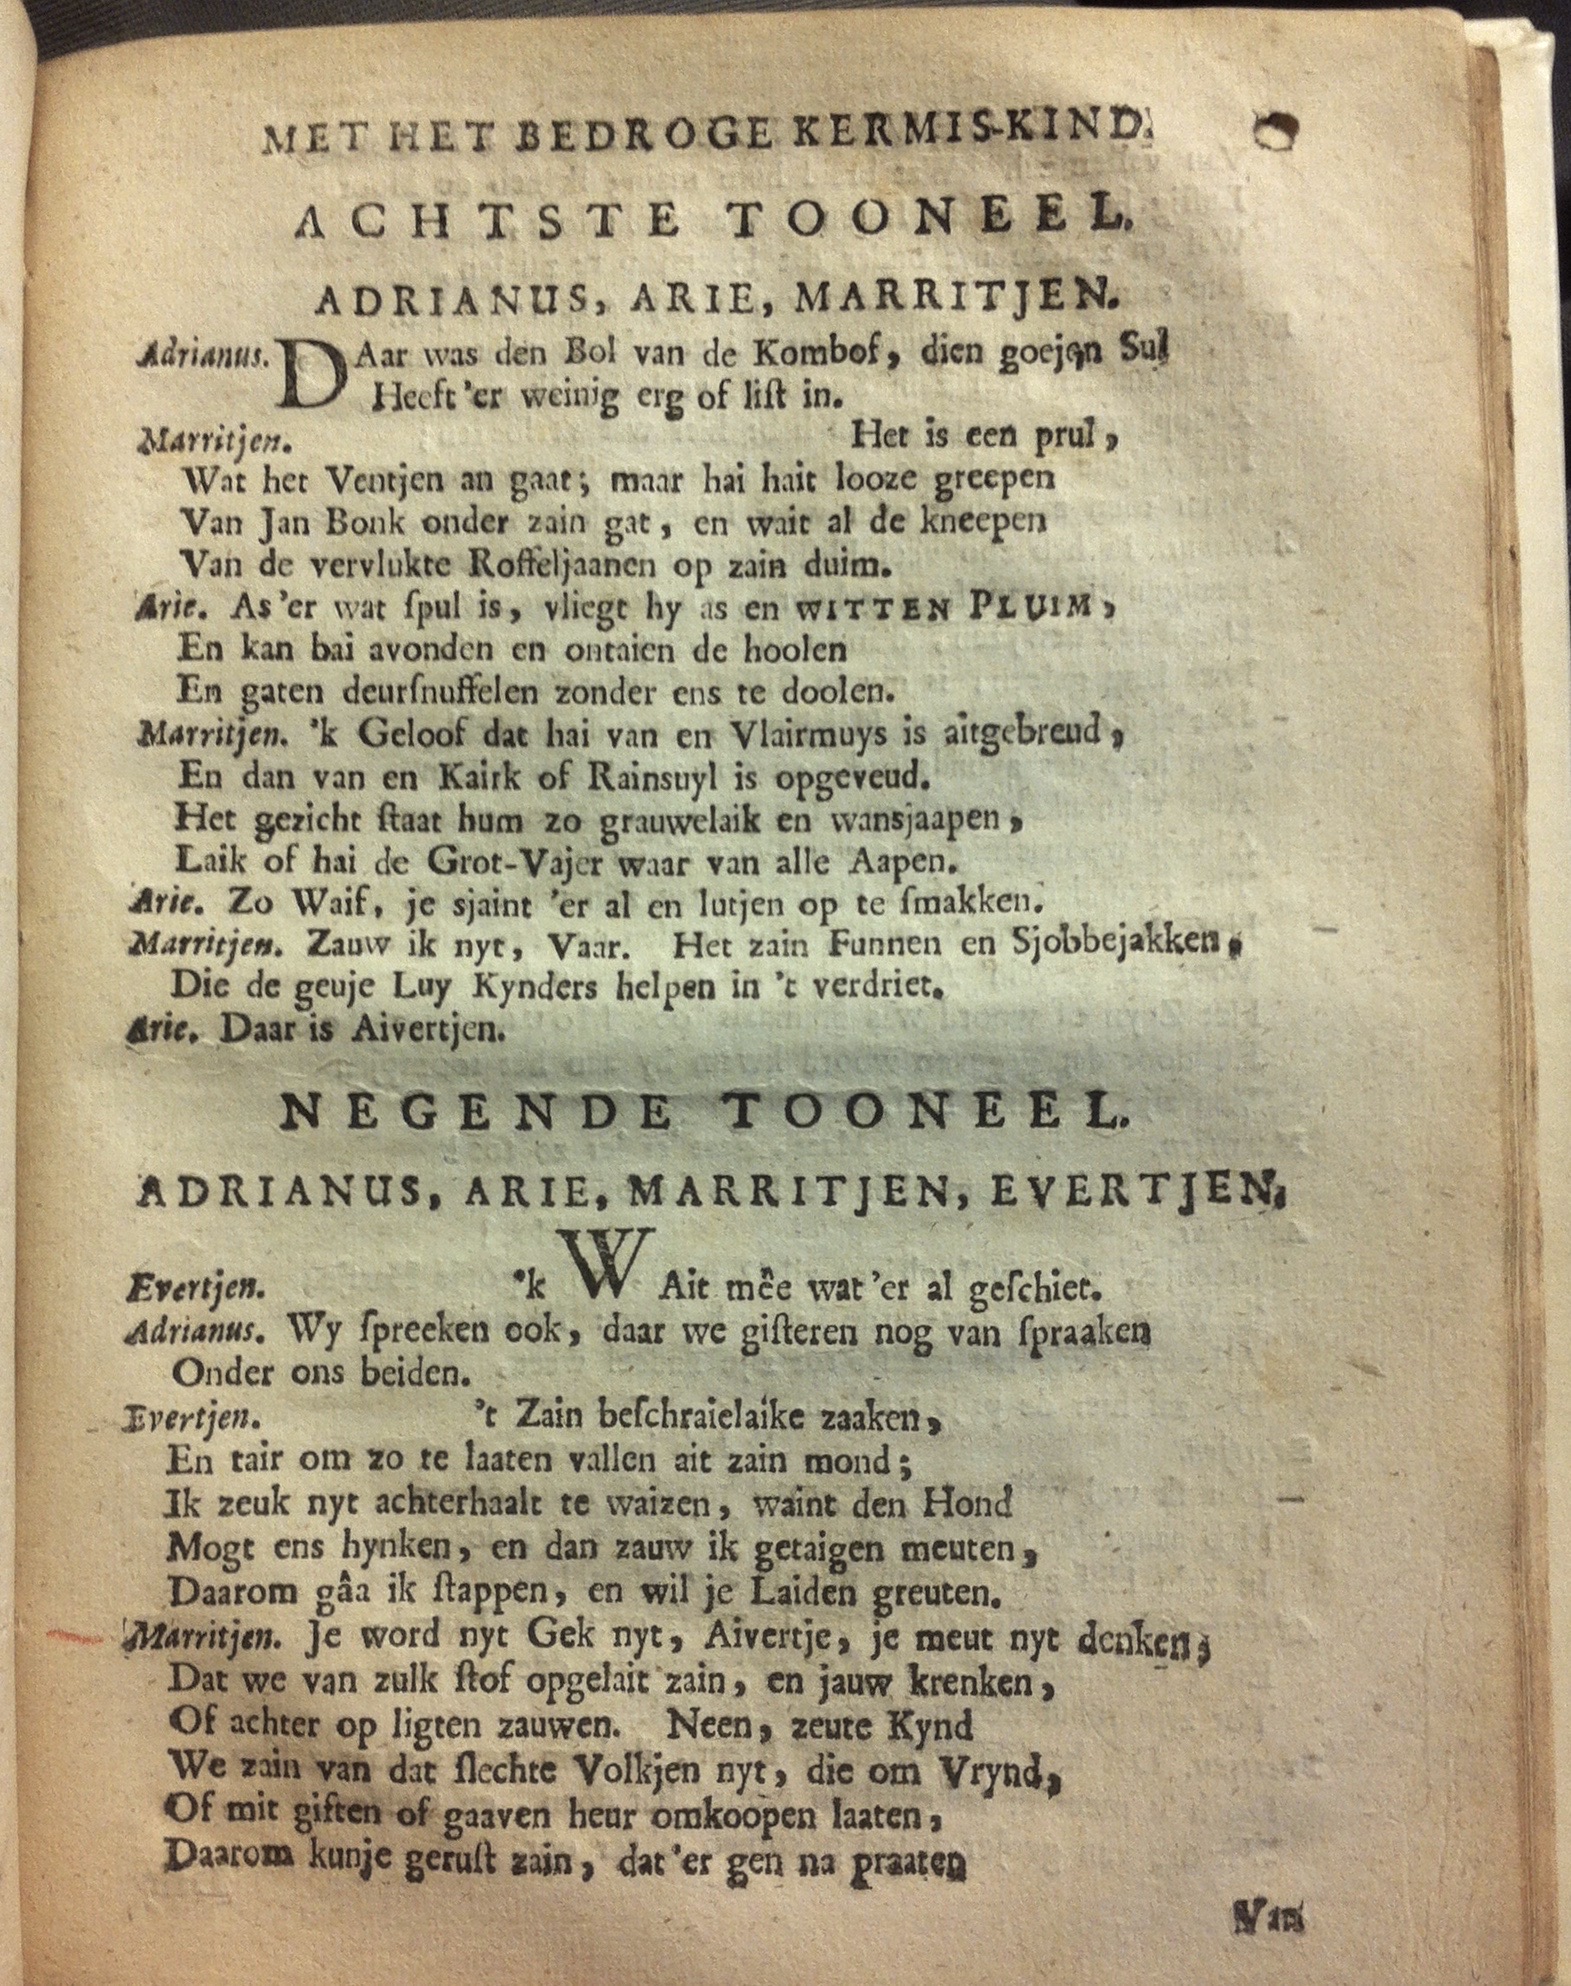 MET HET BEDROGE KERMIS-KIND.
ACHTSTE TOONEEL.
ADRIANUS, ARIE, MARRITJEN.
Adrianus. DAar was den Bol van de Kombof, dien goejen Sul
Heeft 'er weinig erg of liſt in.
Marritjen. Het is een prul,
Wat het Ventjen an gaat; maar hai hait looze greepen
Van Jan Bonk onder zain gat, en wait al de kneepen
Van de vervlukte Roffeljaanen op zain duim.
Arie. As 'er wat ſpul is, vliegt hy as en WITTEN PLUIM,
En kan bai avonden en ontaien de hoolen
En gaten deurſnuffelen zonder ens te doolen.
Marritjen. 'k Geloof dat hai van en Vlairmuys is aitgebreud,
En dan van en Kairk of Rainsuyl is opgeveud.
Het gezicht ſtaat hum zo grauwelaik en wansjaapen,
Laik of hai de Grot-Vajer waar van alle Aapen.
Arie. Zo Waif, je sjaint 'er al en lutjen op te ſmakken.
Marritjen. Zauw ik nyt, Vaar. Het zain Funnen en Sjobbejakken,
Die de geuje Luy Kynders helpen in 't verdriet.
Arie. Daar is Aivertjen.
NEGENDE TOONEEL.
ADRIANUS, ARIE, MARRITJEN, EVERTJEN,
Evertjen. 'k WAit mêe wat 'er al geſchiet.
Adrianus. Wy ſpreeken ook, daar we giſteren nog van ſpraaken
Onder ons beiden.
Evertjen. 't Zain beſchraielaike zaaken,
En tair om zo te laaten vallen ait zain mond;
Ik zeuk nyt achterhaalt te waizen, waint den Hond
Mogt ens hynken, en dan zauw ik getaigen meuten,
Daarom gâa ik ſtappen, en wil je Laiden greuten.
Marritjen. Je word nyt Gek nyt, Aivertje, je meut nyt denken,
Dat we van zulk ſtof opgelait zain, en jauw krenken,
Of achter op ligten zauwen. Neen, zeute Kynd
We zain van dat ſlechte Volkjen nyt, die om Vrynd,
Of mit giften of gaaven heur omkoopen laaten,
Daarom kunje geruſt zain, dat 'er gen na praaten
Van